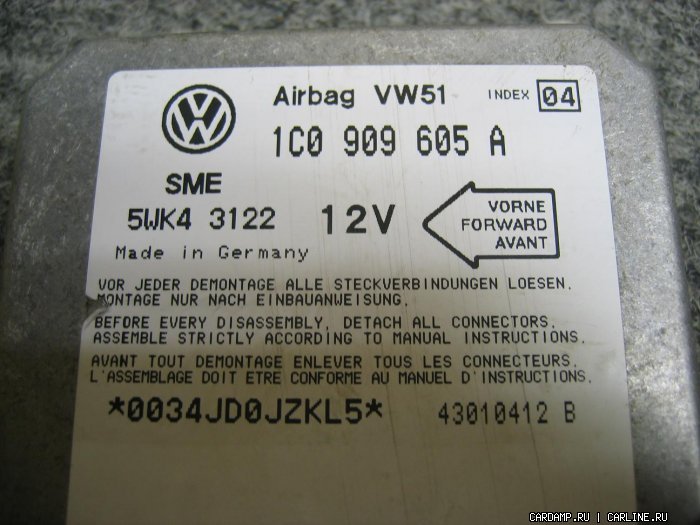 Airbag VW51 INDEX 04
1C0 909 605 A
SME
5WK4 3122 12V
VORNE
FORWARD
AVANT
Made in Germany
VOR JEDER DEMONTAGE ALLE STECKVERBINDUNGEN LOESEN.
MONTAGE NUR NACH EINBAUANWEISUNG.
BEFORE EVERY DISASSEMBLY, DETACH ALL CONNECTORS.
ASSEMBLE STRICTLY ACCORDING TO MANUAL INSTRUCTIONS.
AVANT TOUT DEMONTAGE ENLEVER TOUS LES CONNECTEURS.
L'ASSEMBLAGE DOIT ETRE CONFORME AU MANUEL D'INSTRUCTIONS.
*0034JD0JZKL5* 43010412 B
CARDAMP.RU | CARLINE.RU